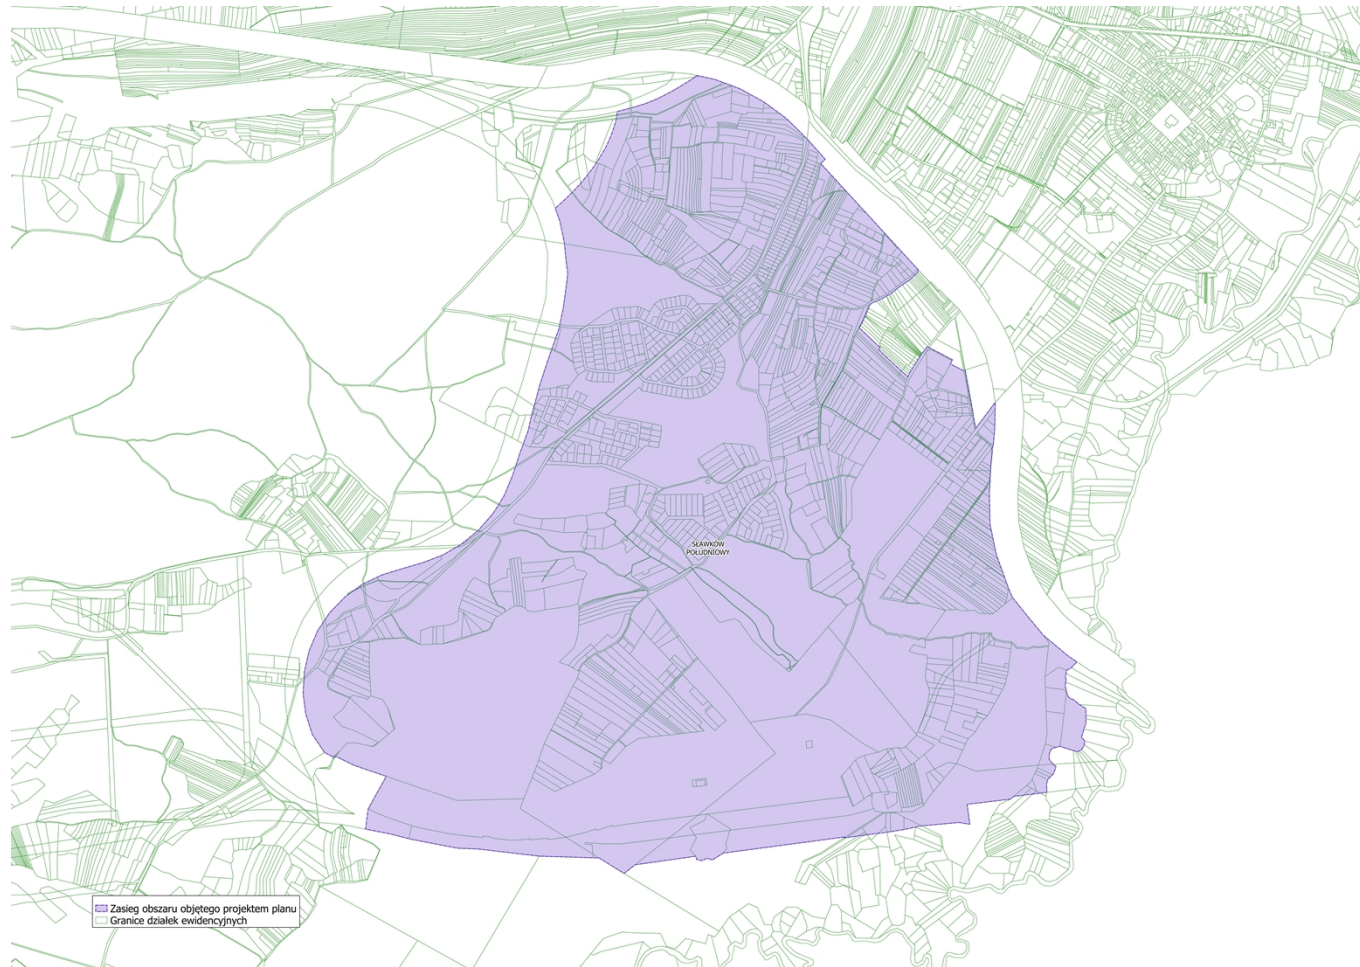 SŁAWKÓW
POŁUDNIOWY
Zasieg obszaru objętego projektem planu
Granice działek ewidencyjnych